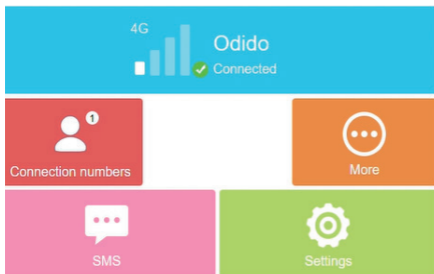 4G
Odido
Connected
1
Connection numbers
More
SMS
Settings